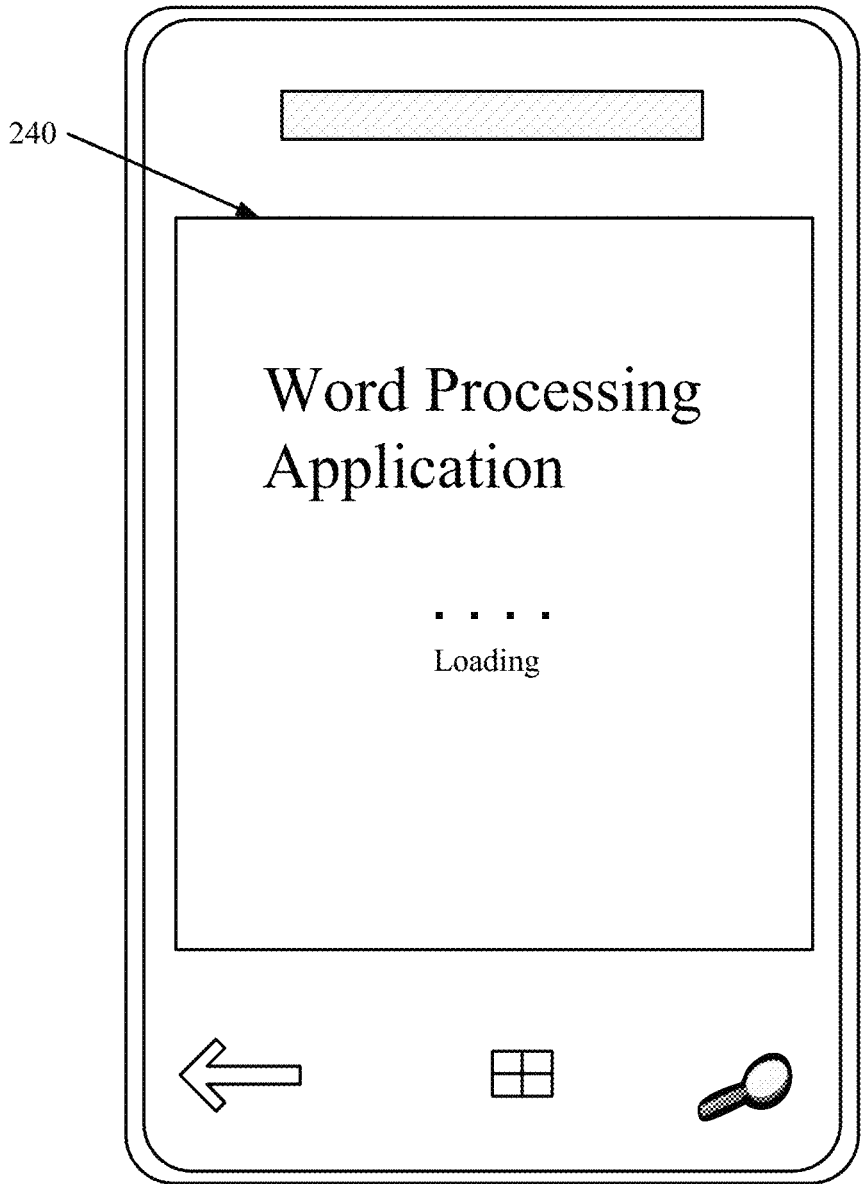 240
Word Processing
Application
. . . .
Loading